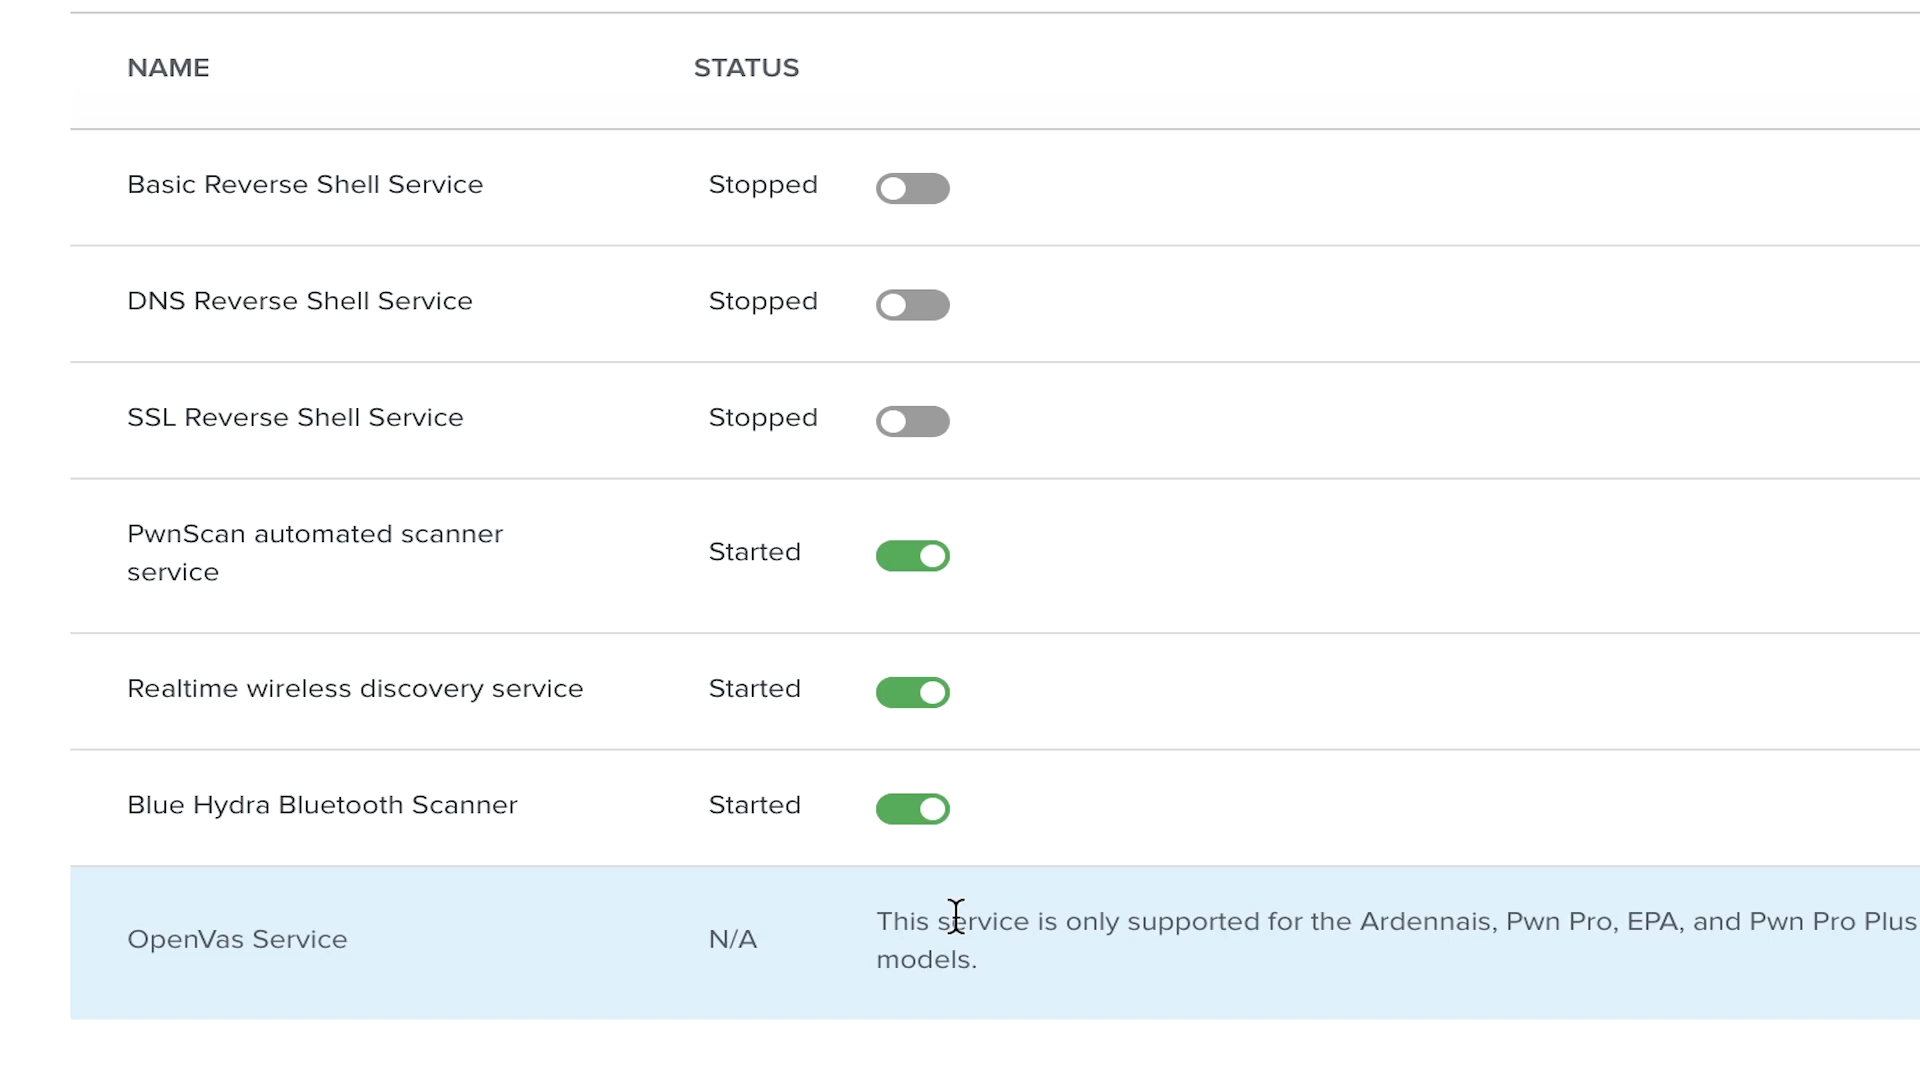 NAME STATUS
Basic Reverse Shell Service Stopped
DNS Reverse Shell Service Stopped
SSL Reverse Shell Service Stopped
PwnScan automated scanner
service
Started
Realtime wireless discovery service Started
Blue Hydra Bluetooth Scanner Started
OpenVas Service N/A
This service is only supported for the Ardennais, Pwn Pro, EPA, and Pwn Pro Plus
models.